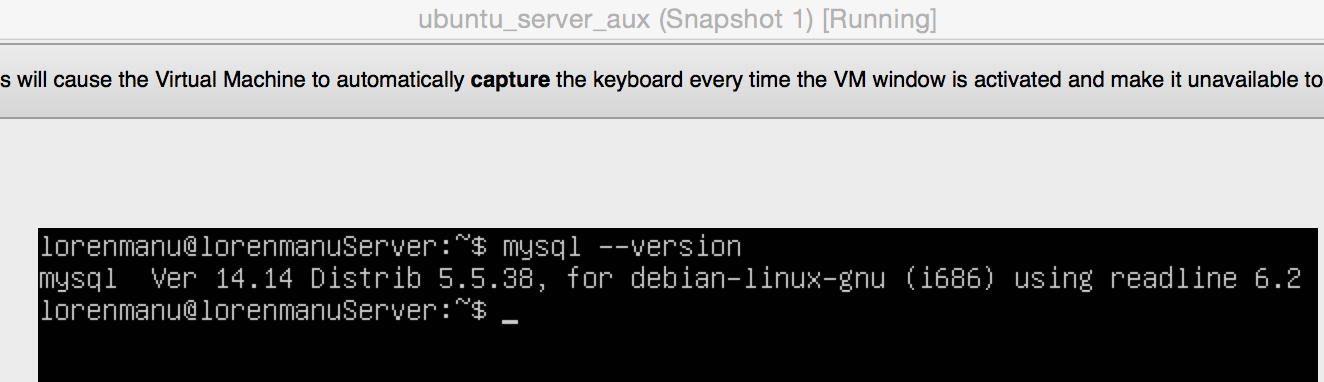 ubuntu_server_aux (Snapshot 1) [Running]
s will cause the Virtual Machine to automatically capture the keyboard every time the VM window is activated and make it unavailable to
lorenmanu@lorenmanuServer:~$ mysql --version
mysql  Ver 14.14 Distrib 5.5.38, for debian-linux-gnu (i686) using readline 6.2
lorenmanu@lorenmanuServer:~$ _